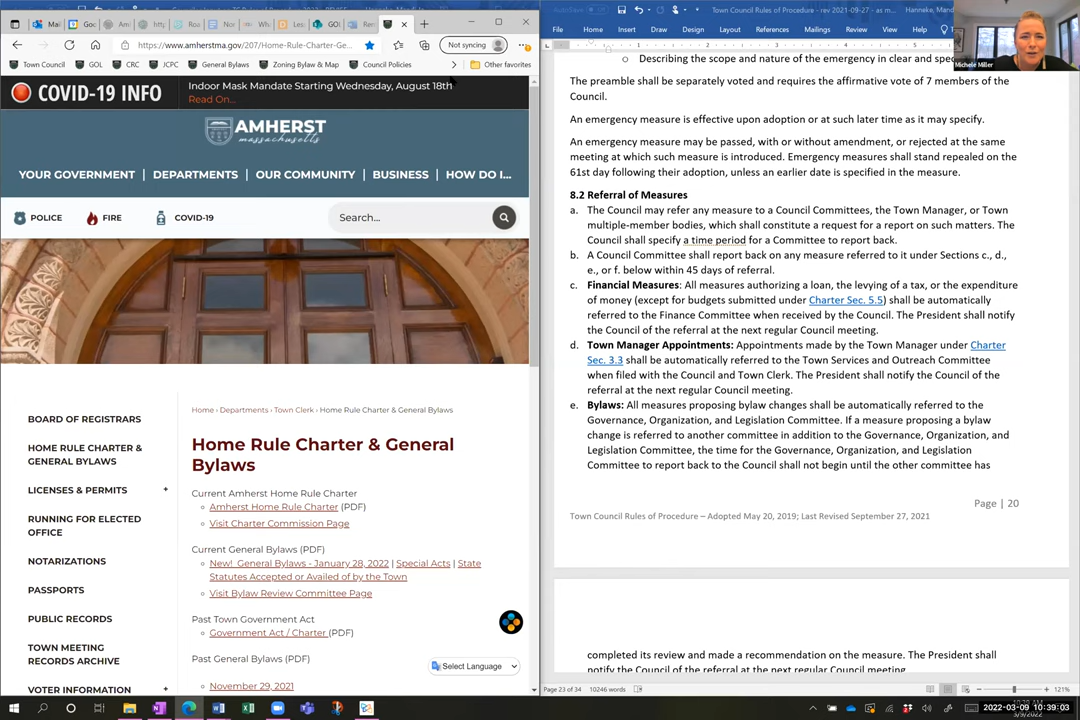 https://www.amherstma.gov/207/Home-Rule-Charter-Ge...
Not syncing
Town Council
GOL
CRC
JCPC
General Bylaws
Zoning Bylaw & Map
Council Policies
Other favorites
COVID-19 INFO
Indoor Mask Mandate Starting Wednesday, August 18th
Read On...
AMHERST
massachusetts
YOUR GOVERNMENT | DEPARTMENTS | OUR COMMUNITY | BUSINESS | HOW DO I...
POLICE
FIRE
COVID-19
Search...
BOARD OF REGISTRARS
HOME RULE CHARTER &
GENERAL BYLAWS
LICENSES & PERMITS +
RUNNING FOR ELECTED
OFFICE
NOTARIZATIONS
PASSPORTS
PUBLIC RECORDS
TOWN MEETING
RECORDS ARCHIVE
VOTER INFORMATION +
Home › Departments › Town Clerk › Home Rule Charter & General Bylaws
Home Rule Charter & General
Bylaws
Current Amherst Home Rule Charter
Amherst Home Rule Charter (PDF)
Visit Charter Commission Page
Current General Bylaws (PDF)
New! General Bylaws - January 28, 2022 | Special Acts | State
Statutes Accepted or Availed of by the Town
Visit Bylaw Review Committee Page
Past Town Government Act
Government Act / Charter (PDF)
Past General Bylaws (PDF)
November 29, 2021
Select Language
AutoSave
Town Council Rules of Procedure - rev 2021-09-27 - as
File Home Insert Draw Design Layout References Mailings Review View Help
Michele Miller
Describing the scope and nature of the emergency in clear and
The preamble shall be separately voted and requires the affirmative vote of 7 members of the
Council.
An emergency measure is effective upon adoption or at such later time as it may specify.
An emergency measure may be passed, with or without amendment, or rejected at the same
meeting at which such measure is introduced. Emergency measures shall stand repealed on the
61st day following their adoption, unless an earlier date is specified in the measure.
8.2 Referral of Measures
a. The Council may refer any measure to a Council Committees, the Town Manager, or Town
multiple-member bodies, which shall constitute a request for a report on such matters. The
Council shall specify a time period for a Committee to report back.
b. A Council Committee shall report back on any measure referred to it under Sections c., d.,
e., or f. below within 45 days of referral.
c. Financial Measures: All measures authorizing a loan, the levying of a tax, or the expenditure
of money (except for budgets submitted under Charter Sec. 5.5) shall be automatically
referred to the Finance Committee when received by the Council. The President shall notify
the Council of the referral at the next regular Council meeting.
d. Town Manager Appointments: Appointments made by the Town Manager under Charter
Sec. 3.3 shall be automatically referred to the Town Services and Outreach Committee
when filed with the Council and Town Clerk. The President shall notify the Council of the
referral at the next regular Council meeting.
e. Bylaws: All measures proposing bylaw changes shall be automatically referred to the
Governance, Organization, and Legislation Committee. If a measure proposing a bylaw
change is referred to another committee in addition to the Governance, Organization, and
Legislation Committee, the time for the Governance, Organization, and Legislation
Committee to report back to the Council shall not begin until the other committee has
Page | 20
Town Council Rules of Procedure – Adopted May 20, 2019; Last Revised September 27, 2021
completed its review and made a recommendation on the measure. The President shall
notify the Council of the referral at the next regular Council meeting.
Page 23 of 34 10246 words
121%
2022-03-09 10:39:03